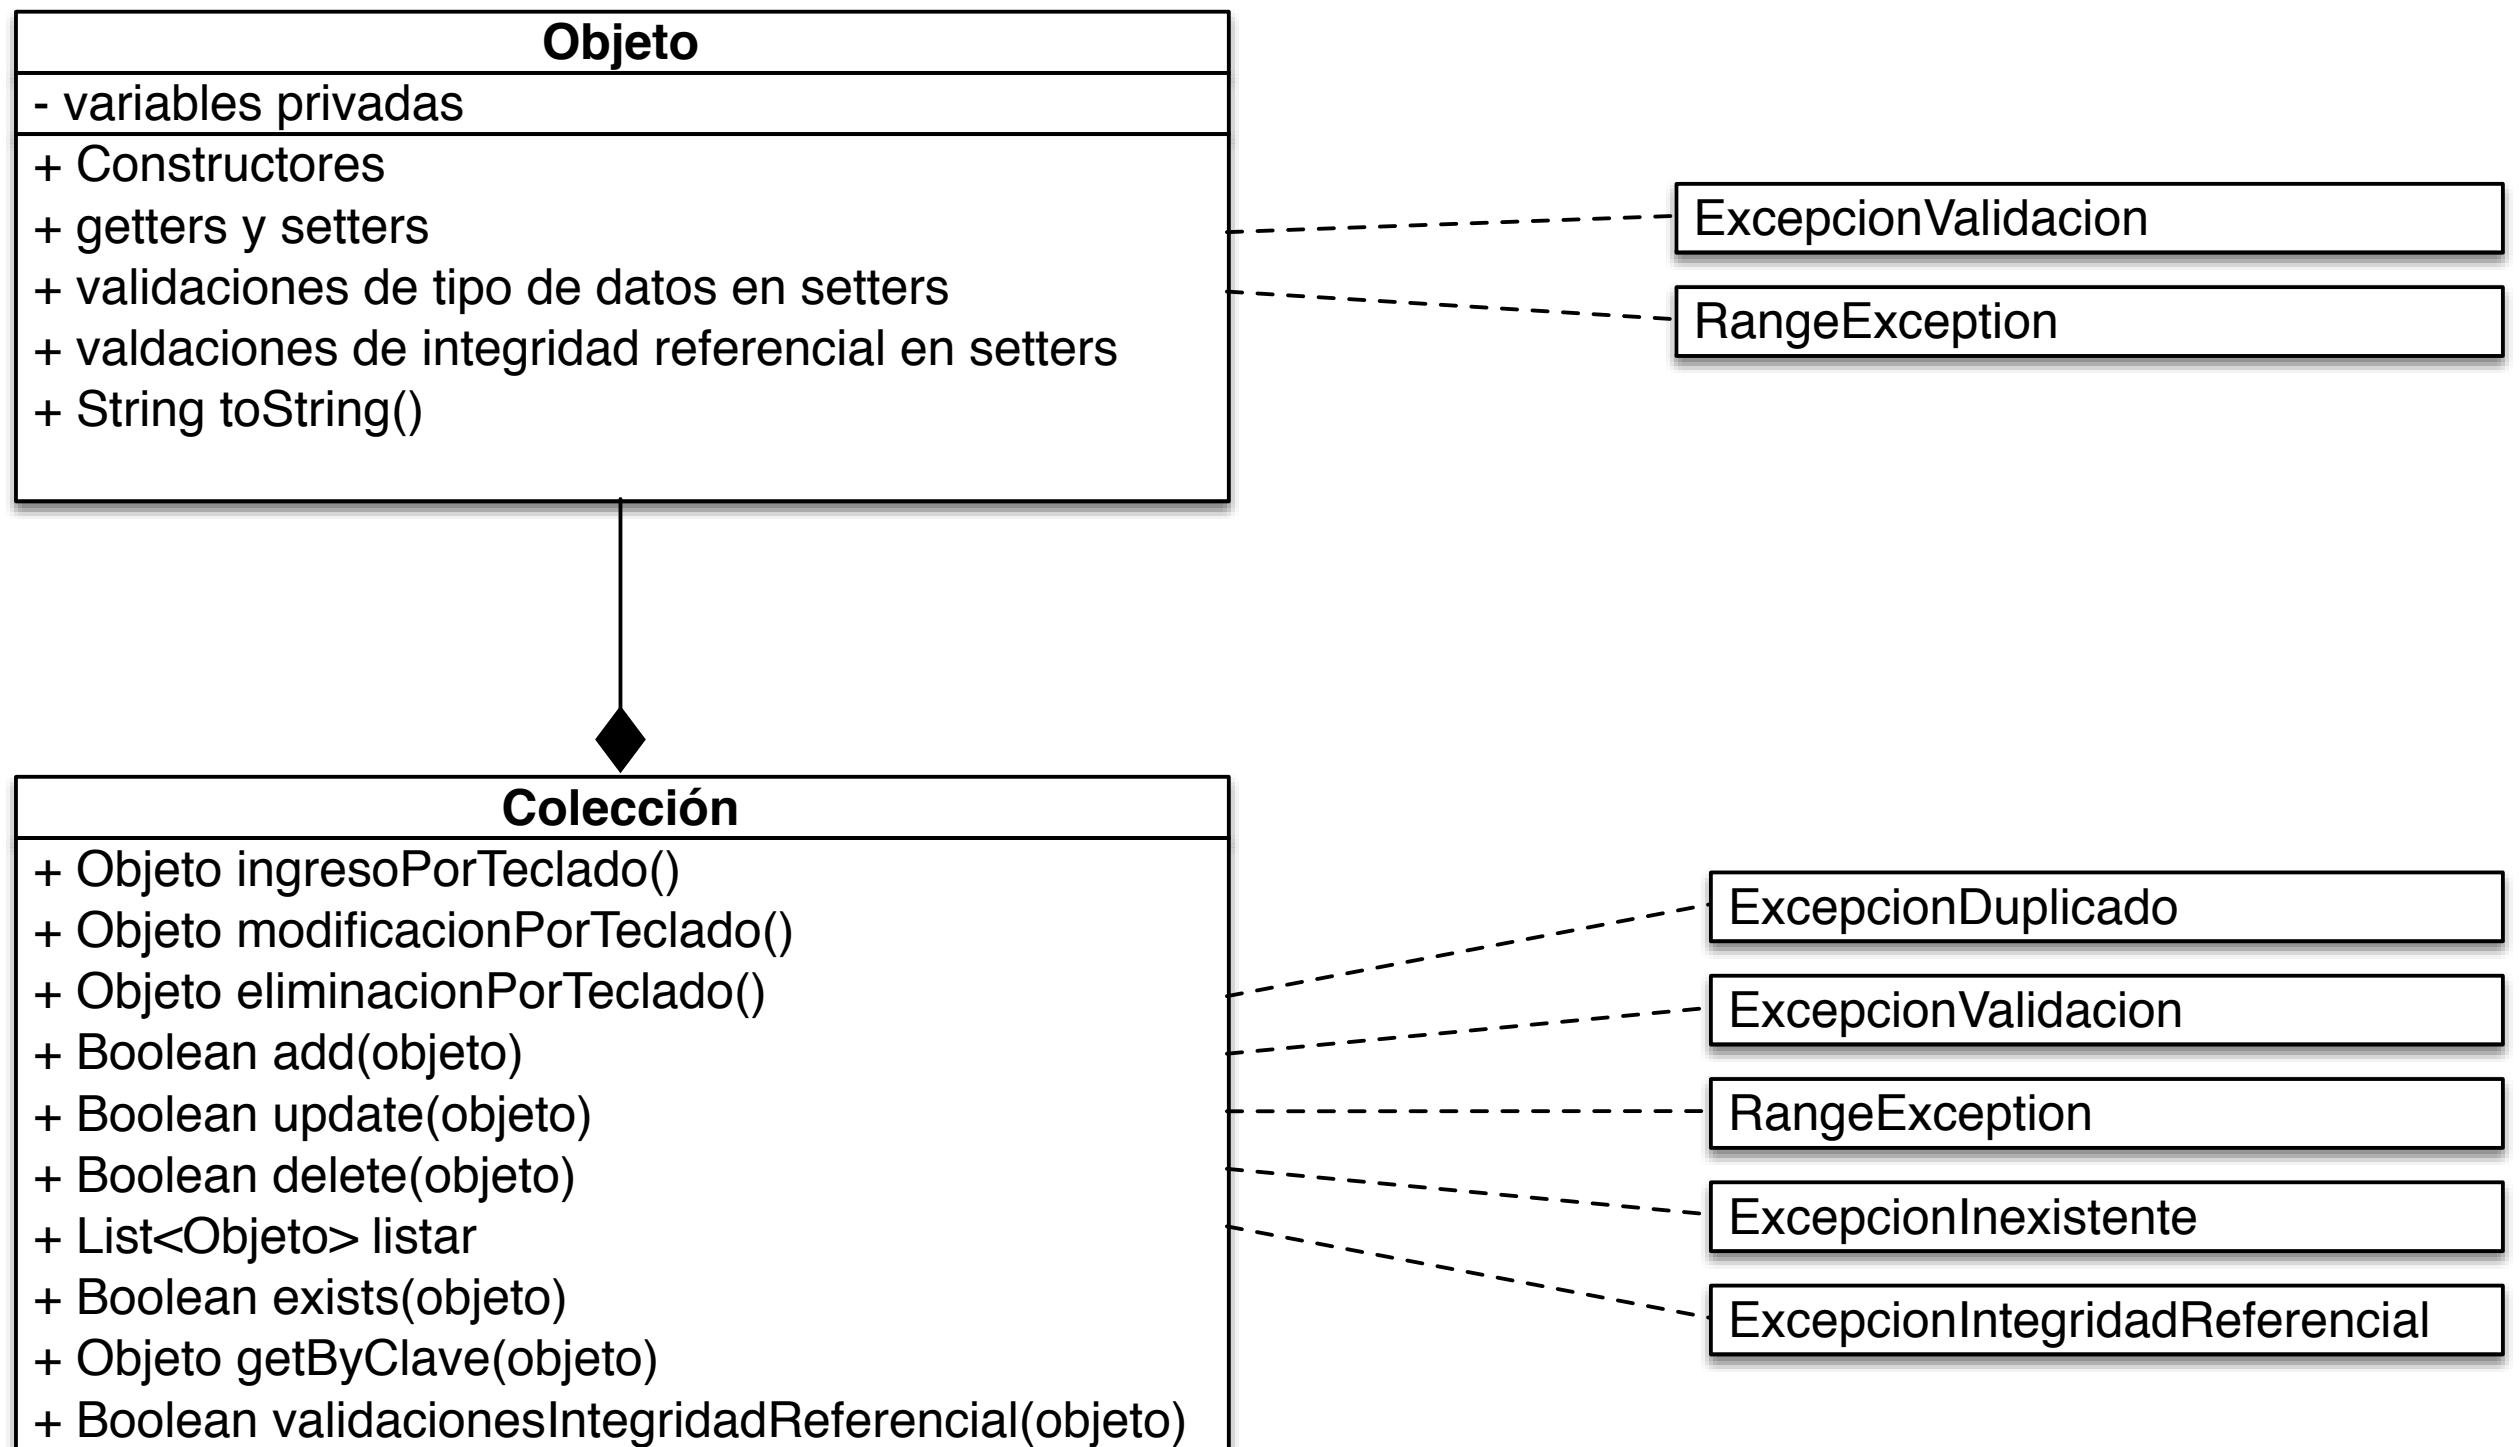 Objeto
- variables privadas
+ Constructores
+ getters y setters
+ validaciones de tipo de datos en setters
+ valdaciones de integridad referencial en setters
+ String toString()
ExcepcionValidacion
RangeException
Colección
+ Objeto ingresoPorTeclado()
+ Objeto modificacionPorTeclado()
+ Objeto eliminacionPorTeclado()
+ Boolean add(objeto)
+ Boolean update(objeto)
+ Boolean delete(objeto)
+ List<Objeto> listar
+ Boolean exists(objeto)
+ Objeto getByClave(objeto)
+ Boolean validacionesIntegridadReferencial(objeto)
ExcepcionDuplicado
ExcepcionValidacion
RangeException
ExcepcionInexistente
ExcepcionIntegridadReferencial